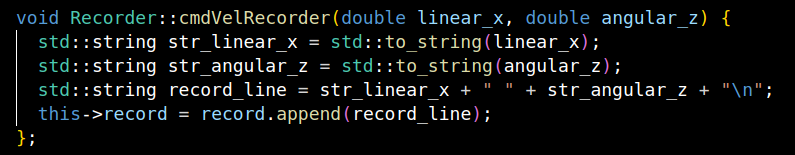 void Recorder::cmdVelRecorder(double linear_x, double angular_z) {
  std::string str_linear_x = std::to_string(linear_x);
  std::string str_angular_z = std::to_string(angular_z);
  std::string record_line = str_linear_x + " " + str_angular_z + "\n";
  this->record = record.append(record_line);
};